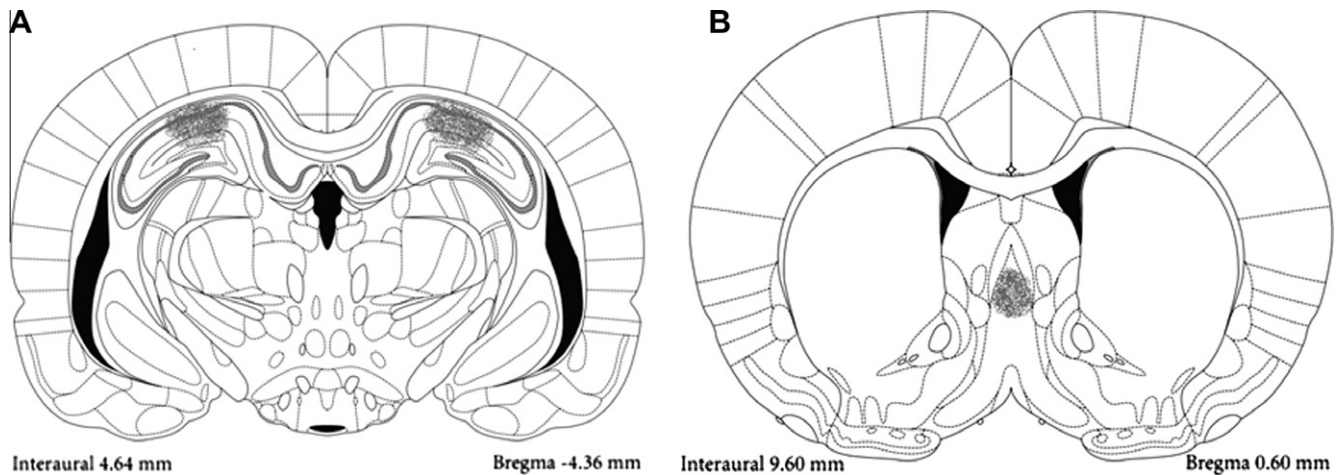 A
B
Interaural 4.64 mm
Bregma -4.36 mm
Interaural 9.60 mm
Bregma 0.60 mm